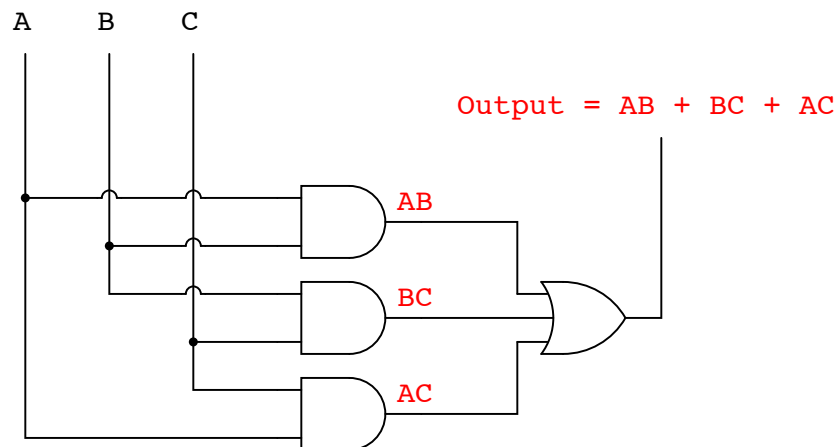 A B C
Output = AB + BC + AC
AB
BC
AC